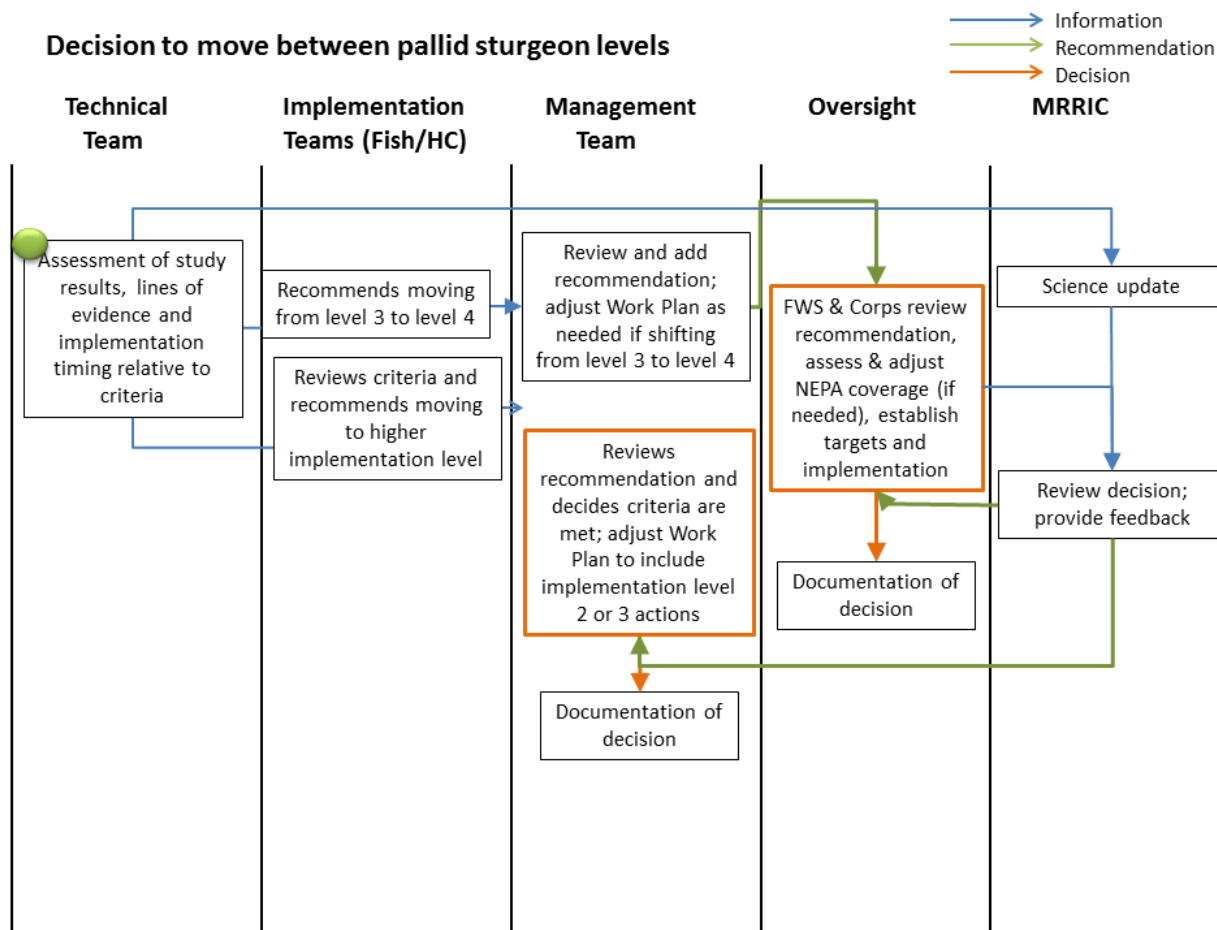 Information
Recommendation
Decision
Decision to move between pallid sturgeon levels
Technical
Team
Implementation
Teams (Fish/HC)
Management
Team
Oversight
MRRIC
Assessment of study
results, lines of
evidence and
implementation
timing relative to
criteria
Recommends moving
from level 3 to level 4
Reviews criteria and
recommends moving
to higher
implementation level
Review and add
recommendation;
adjust Work Plan as
needed if shifting
from level 3 to level 4
Reviews
recommendation and
decides criteria are
met; adjust Work
Plan to include
implementation level
2 or 3 actions
Documentation of
decision
FWS & Corps review
recommendation,
assess & adjust
NEPA coverage (if
needed), establish
targets and
implementation
Documentation of
decision
Science update
Review decision;
provide feedback